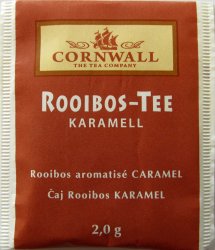 CORNWALL
THE TEA COMPANY
ROOIBOS-TEE
KARAMELL
Rooibos aromatisé CARAMEL
Čaj Rooibos KARAMEL
2,0 g